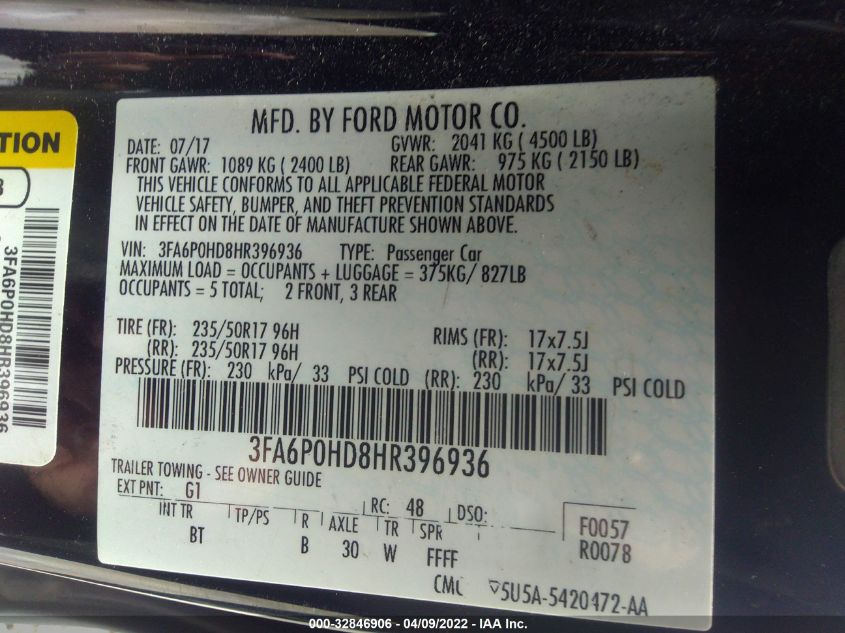 MFD. BY FORD MOTOR CO.
DATE: 07/17 GVWR: 2041 KG ( 4500 LB)
FRONT GAWR: 1089 KG ( 2400 LB) REAR GAWR: 975 KG ( 2150 LB)
THIS VEHICLE CONFORMS TO ALL APPLICABLE FEDERAL MOTOR
VEHICLE SAFETY, BUMPER, AND THEFT PREVENTION STANDARDS
IN EFFECT ON THE DATE OF MANUFACTURE SHOWN ABOVE.
VIN: 3FA6P0HD8HR396936 TYPE: Passenger Car
MAXIMUM LOAD = OCCUPANTS + LUGGAGE = 375KG/ 827LB
OCCUPANTS = 5 TOTAL; 2 FRONT, 3 REAR
TIRE (FR): 235/50R17 96H RIMS (FR): 17x7.5J
(RR): 235/50R17 96H (RR): 17x7.5J
PRESSURE (FR): 230 kPa/ 33 PSI COLD (RR): 230 kPa/ 33 PSI COLD
3FA6P0HD8HR396936
TRAILER TOWING - SEE OWNER GUIDE
EXT PNT: G1 RC: 48 DSO:
INT TR TP/PS R AXLE TR SPR
BT B 30 W FFFF
F0057
R0078
CMC 5U5A-5420472-AA
TION
3FA6P0HD8HR396936
000-32846906 - 04/09/2022 - IAA Inc.